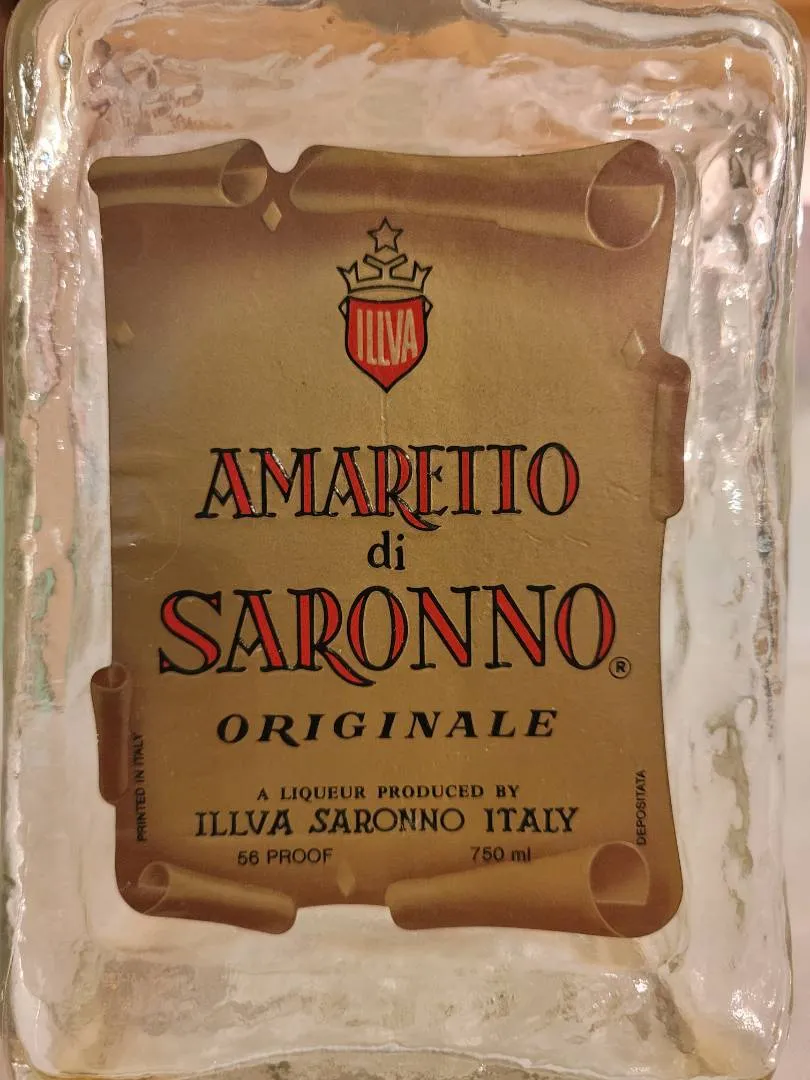 ILLVA
AMARETTO
di
SARONNO®
ORIGINALE
PRINTED IN ITALY
A LIQUEUR PRODUCED BY
ILLVA SARONNO ITALY
56 PROOF 750 ml
DEPOSITATA